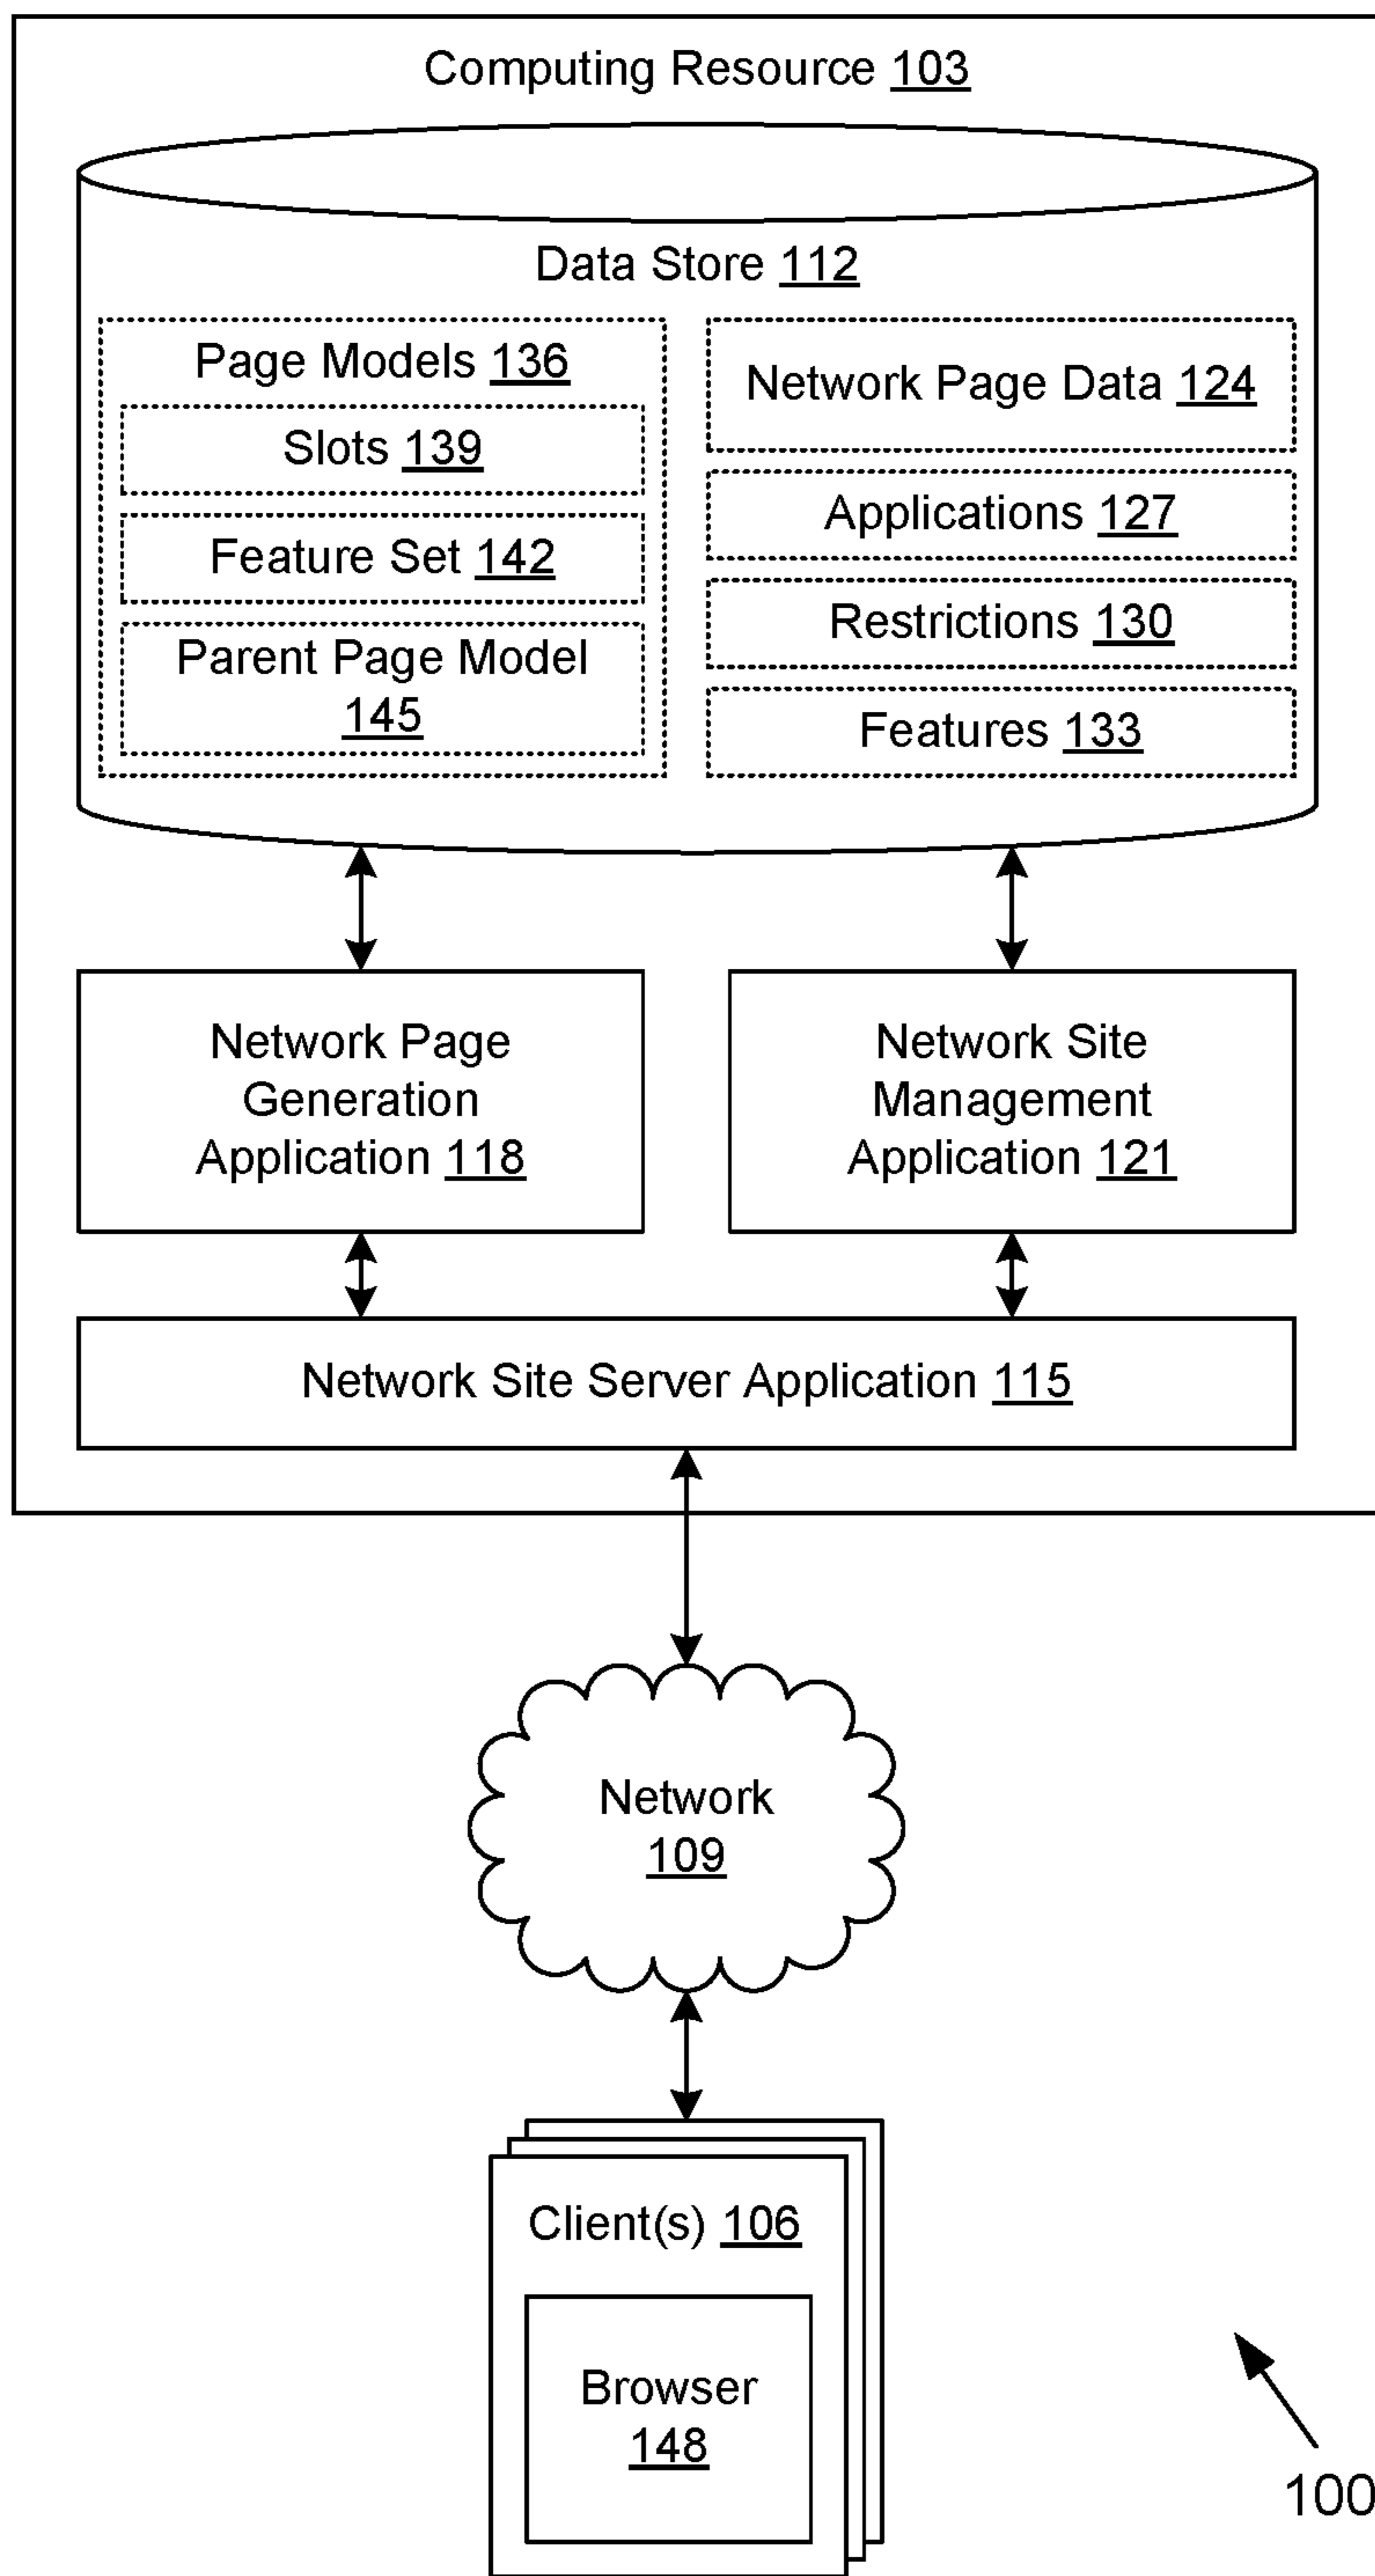 Computing Resource 103
Data Store 112
Page Models 136
Slots 139
Feature Set 142
Parent Page Model
145
Network Page Data 124
Applications 127
Restrictions 130
Features 133
Network Page
Generation
Application 118
Network Site
Management
Application 121
Network Site Server Application 115
Network
109
Client(s) 106
Browser
148
100